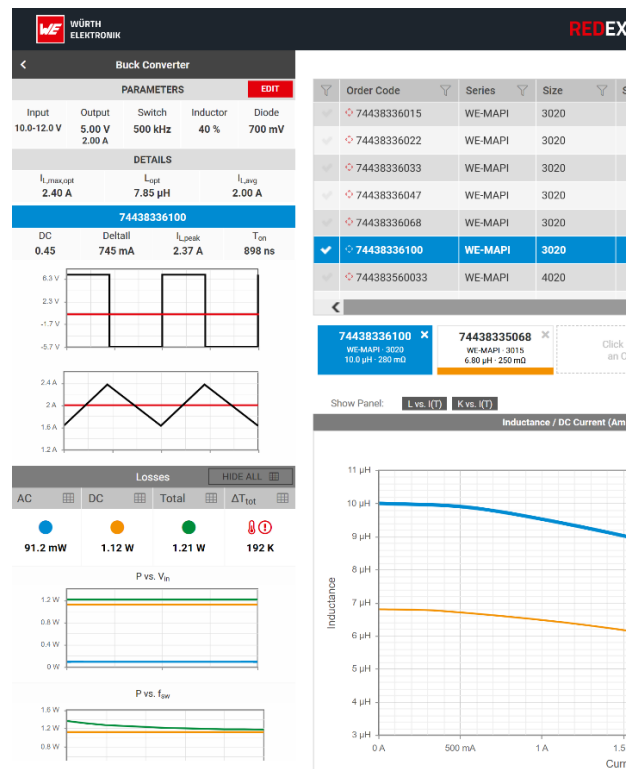 WE WÜRTH
ELEKTRONIK
REDEX
Buck Converter
PARAMETERS EDIT
Input Output Switch Inductor Diode
10.0-12.0 V 5.00 V 500 kHz 40 % 700 mV
2.00 A
DETAILS
IL,max,opt Lopt IL,avg
2.40 A 7.85 µH 2.00 A
74438336100
DC DeltaIL IL,peak Ton
0.45 745 mA 2.37 A 898 ns
6.3 V
2.3 V
-1.7 V
-5.7 V
2.4 A
2 A
1.6 A
1.2 A
Losses HIDE ALL
AC DC Total ΔTtot
91.2 mW 1.12 W 1.21 W 192 K
P vs. Vin
1.2 W
0.8 W
0.4 W
0 W
P vs. fsw
1.6 W
1.2 W
0.8 W
Order Code Series Size S
74438336015 WE-MAPI 3020
74438336022 WE-MAPI 3020
74438336033 WE-MAPI 3020
74438336047 WE-MAPI 3020
74438336068 WE-MAPI 3020
74438336100 WE-MAPI 3020
744383560033 WE-MAPI 4020
74438336100 ×
WE-MAPI · 3020
10.0 µH · 280 mΩ
74438335068 ×
WE-MAPI · 3015
6.80 µH · 250 mΩ
Click
an O
Show Panel: L vs. I(T) K vs. I(T)
Inductance / DC Current (Am
11 µH
10 µH
9 µH
8 µH
7 µH
6 µH
5 µH
4 µH
3 µH
Inductance
0 A 500 mA 1 A 1.5
Curr